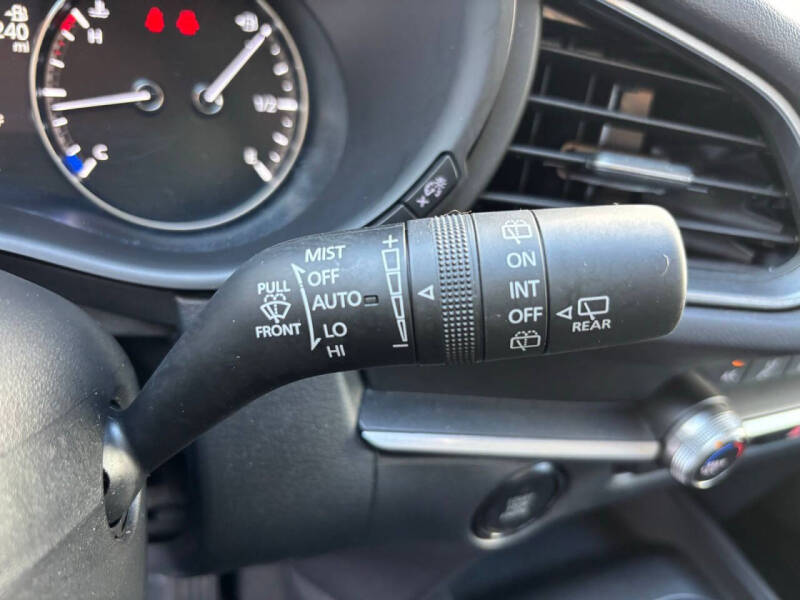 240
mi
H
C
1/2
MIST
OFF
AUTO
LO
HI
PULL
FRONT
+
−
ON
INT
OFF
REAR